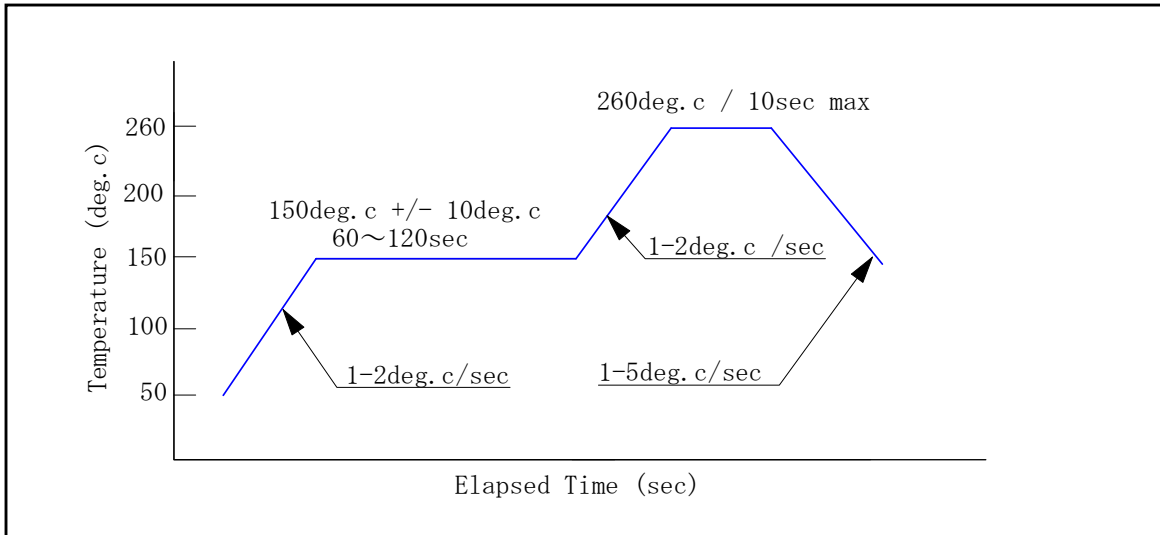 260deg.c / 10sec max
260
200
150deg.c +/- 10deg.c
60～120sec
150
1-2deg.c /sec
100
1-2deg.c/sec
1-5deg.c/sec
50
Temperature (deg.c)
Elapsed Time (sec)